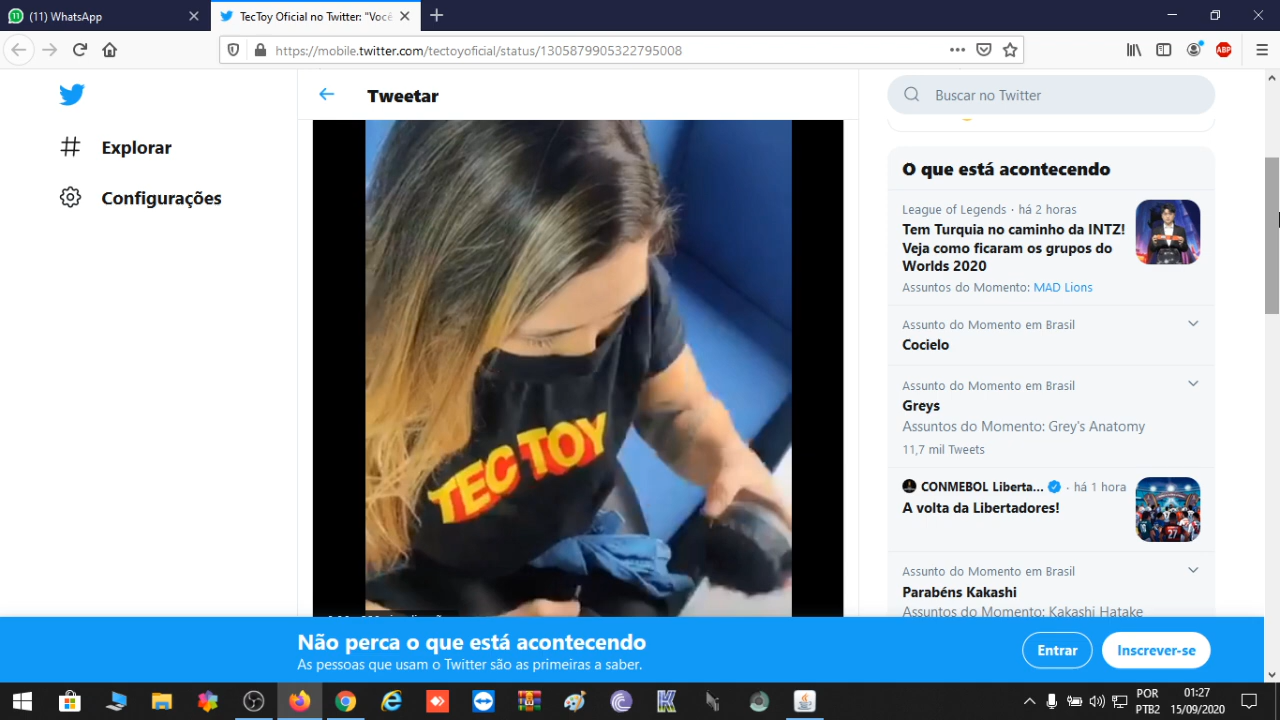 (11) WhatsApp
TecToy Oficial no Twitter: "Você
https://mobile.twitter.com/tectoyoficial/status/1305879905322795008
ABP
Explorar
Configurações
Tweetar
TEC TOY
Buscar no Twitter
O que está acontecendo
League of Legends · há 2 horas
Tem Turquia no caminho da INTZ!
Veja como ficaram os grupos do
Worlds 2020
Assuntos do Momento: MAD Lions
Assunto do Momento em Brasil
Cocielo
Assunto do Momento em Brasil
Greys
Assuntos do Momento: Grey's Anatomy
11,7 mil Tweets
CONMEBOL Liberta... · há 1 hora
A volta da Libertadores!
Assunto do Momento em Brasil
Parabéns Kakashi
Assuntos do Momento: Kakashi Hatake
Não perca o que está acontecendo
As pessoas que usam o Twitter são as primeiras a saber.
Entrar
Inscrever-se
POR
PTB2
01:27
15/09/2020